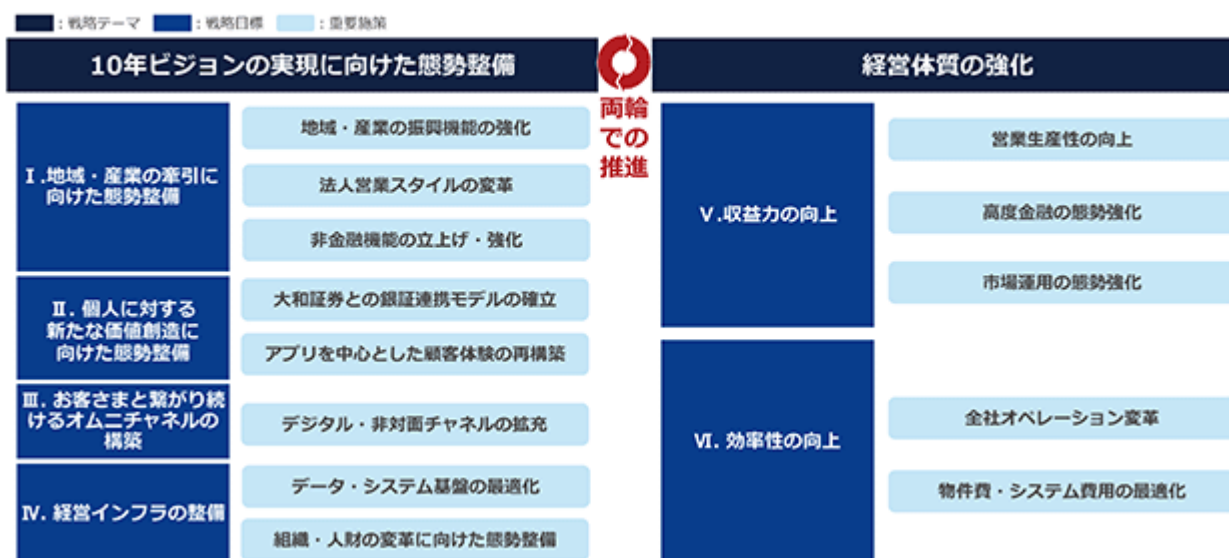 ：戦略テーマ
：戦略目標
：重要施策
10年ビジョンの実現に向けた態勢整備
両輪
での
推進
経営体質の強化
Ⅰ.地域・産業の牽引に
向けた態勢整備
地域・産業の振興機能の強化
法人営業スタイルの変革
非金融機能の立上げ・強化
Ⅱ. 個人に対する
新たな価値創造に
向けた態勢整備
大和証券との銀証連携モデルの確立
アプリを中心とした顧客体験の再構築
Ⅲ. お客さまと繋がり続
けるオムニチャネルの
構築
デジタル・非対面チャネルの拡充
Ⅳ. 経営インフラの整備
データ・システム基盤の最適化
組織・人財の変革に向けた態勢整備
Ⅴ.収益力の向上
営業生産性の向上
高度金融の態勢強化
市場運用の態勢強化
Ⅵ. 効率性の向上
全社オペレーション変革
物件費・システム費用の最適化